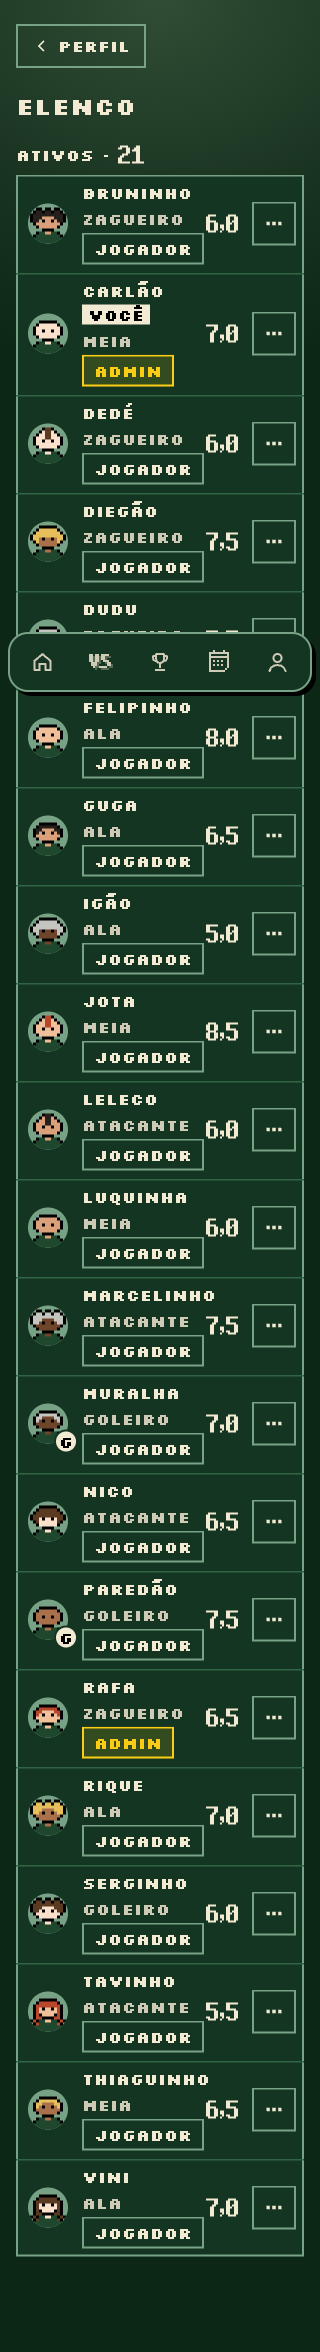 PERFIL
ELENCO
ATIVOS · 21
BRUNINHO
ZAGUEIRO 6,0 ...
JOGADOR
CARLÃO
VOCÊ
MEIA 7,0 ...
ADMIN
DEDÉ
ZAGUEIRO 6,0 ...
JOGADOR
DIEGÃO
ZAGUEIRO 7,5 ...
JOGADOR
DUDU
VS
FELIPINHO
ALA 8,0 ...
JOGADOR
GUGA
ALA 6,5 ...
JOGADOR
IGÃO
ALA 5,0 ...
JOGADOR
JOTA
MEIA 8,5 ...
JOGADOR
LELECO
ATACANTE 6,0 ...
JOGADOR
LUQUINHA
MEIA 6,0 ...
JOGADOR
MARCELINHO
ATACANTE 7,5 ...
JOGADOR
MURALHA
GOLEIRO 7,0 ...
G JOGADOR
NICO
ATACANTE 6,5 ...
JOGADOR
PAREDÃO
GOLEIRO 7,5 ...
G JOGADOR
RAFA
ZAGUEIRO 6,5 ...
ADMIN
RIQUE
ALA 7,0 ...
JOGADOR
SERGINHO
GOLEIRO 6,0 ...
JOGADOR
TAVINHO
ATACANTE 5,5 ...
JOGADOR
THIAGUINHO
MEIA 6,5 ...
JOGADOR
VINI
ALA 7,0 ...
JOGADOR